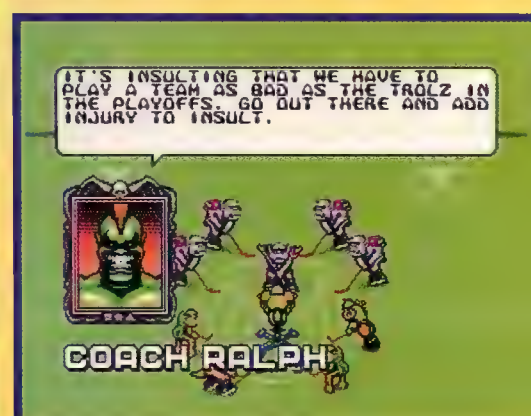 IT'S INSULTING THAT WE HAVE TO
PLAY A TEAM AS BAD AS THE TROLZ IN
THE PLAYOFFS. GO OUT THERE AND ADD
INJURY TO INSULT.
COACH RALPH